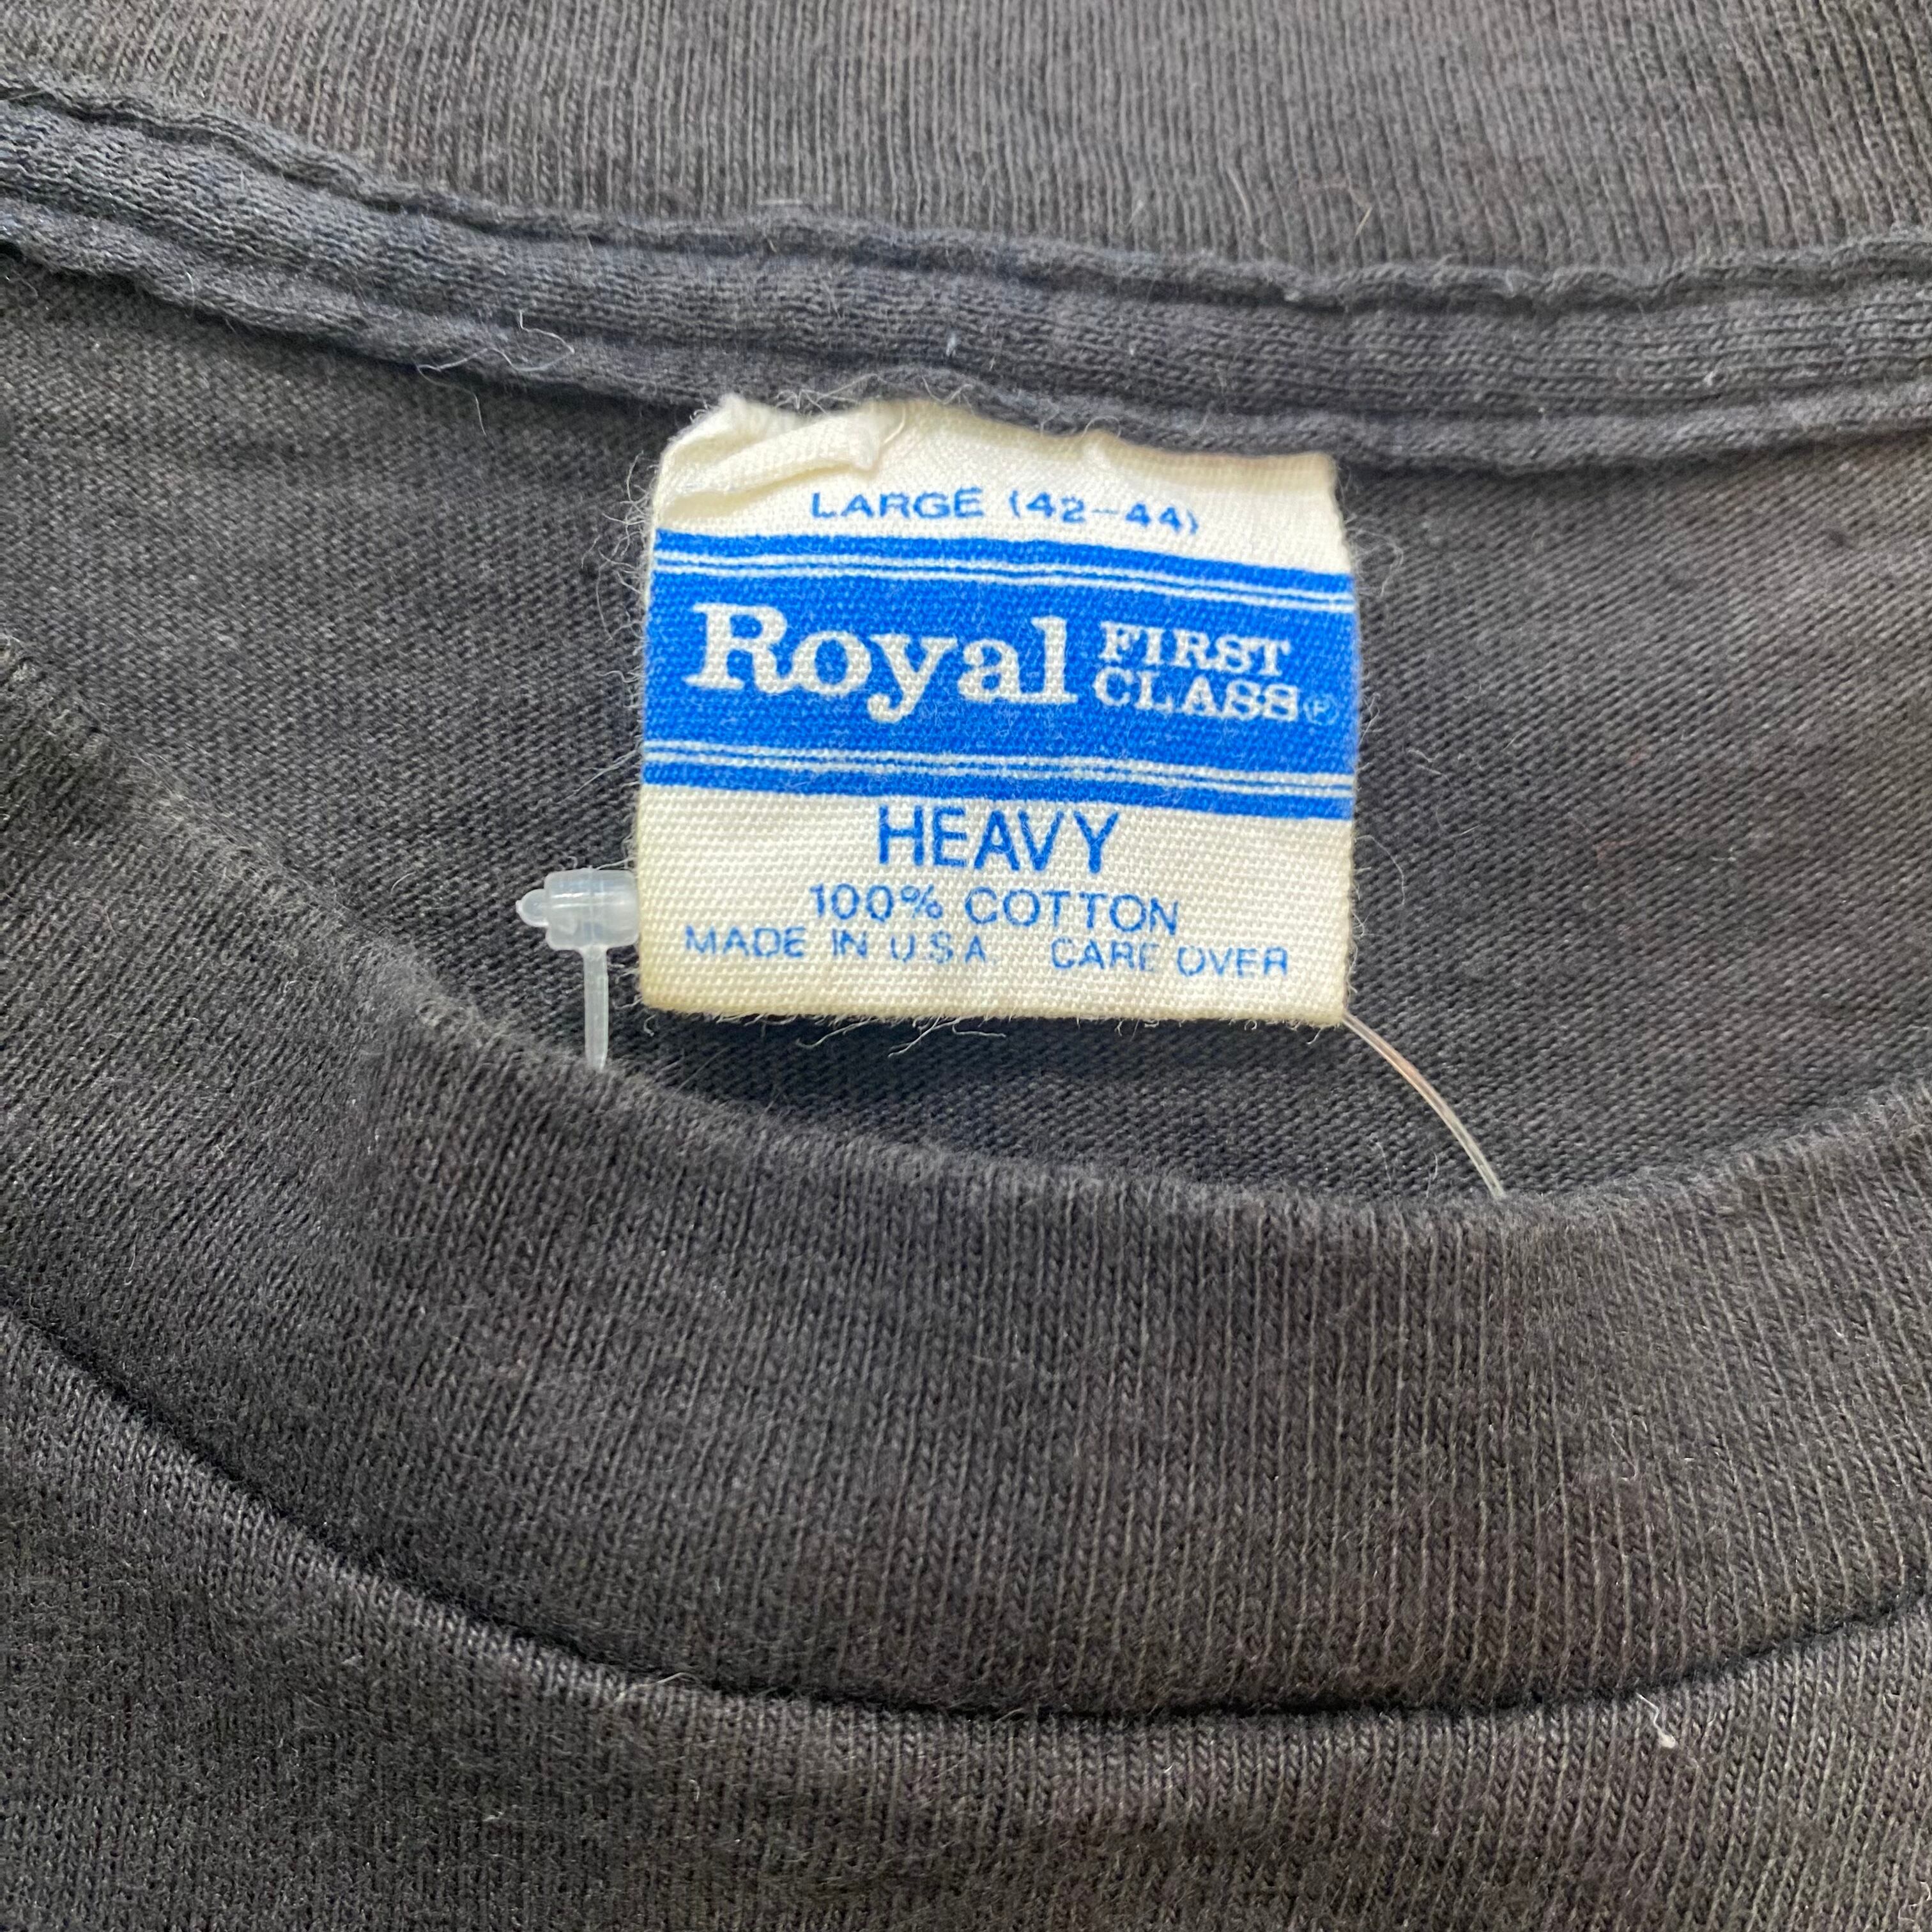 LARGE (42-44)
Royal FIRST CLASS®
HEAVY
100% COTTON
MADE IN U.S.A. CARE OVER